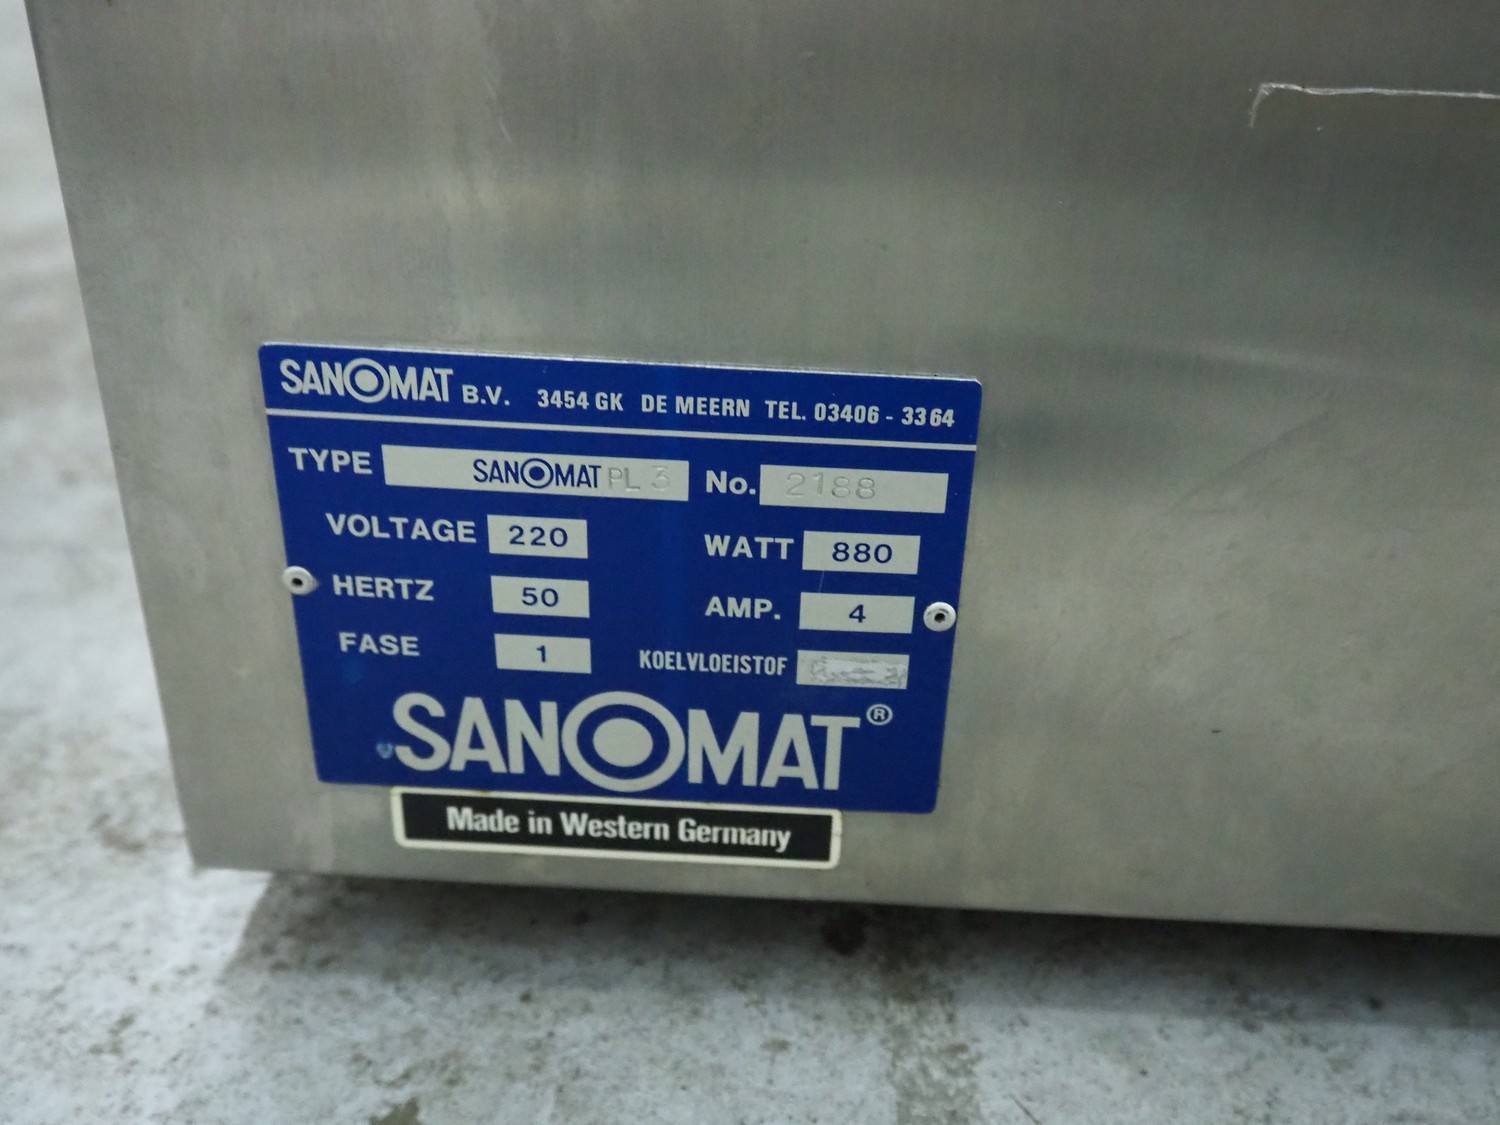 SANOMAT B.V. 3454 GK DE MEERN TEL. 03406 - 3364
TYPE SANOMAT PL 3 No. 2188
VOLTAGE 220 WATT 880
HERTZ 50 AMP. 4
FASE 1 KOELVLOEISTOF
SANOMAT ®
Made in Western Germany